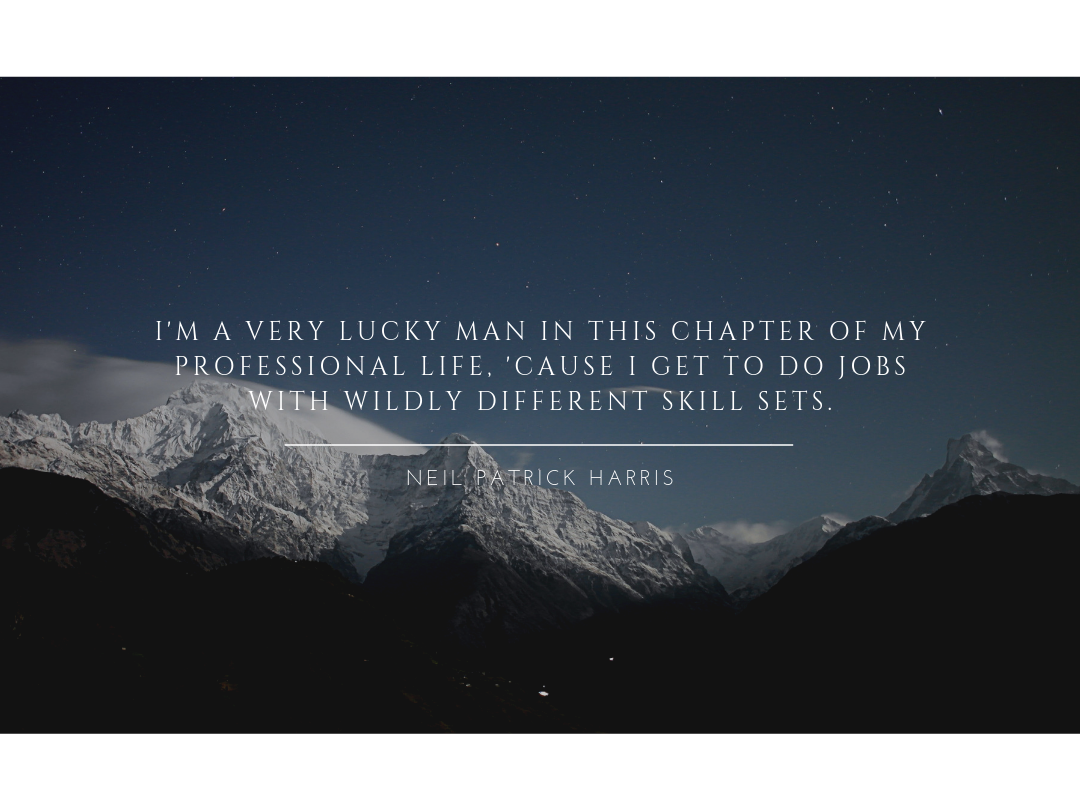 I'M A VERY LUCKY MAN IN THIS CHAPTER OF MY
PROFESSIONAL LIFE, 'CAUSE I GET TO DO JOBS
WITH WILDLY DIFFERENT SKILL SETS.
NEIL PATRICK HARRIS